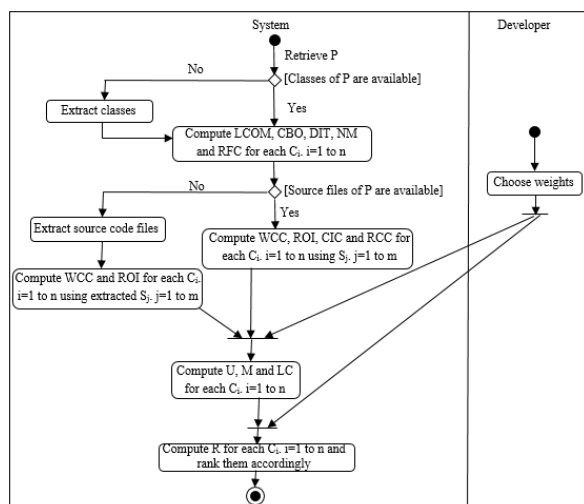 System
Developer
Retrieve P
No
[Classes of P are available]
Extract classes
Yes
Compute LCOM, CBO, DIT, NM
and RFC for each Ci. i=1 to n
No
[Source files of P are available]
Choose weights
Yes
Extract source code files
Compute WCC, ROI, CIC and RCC for
each Ci. i=1 to n using Sj. j=1 to m
Compute WCC and ROI for each Ci.
i=1 to n using extracted Sj. j=1 to m
Compute U, M and LC
for each Ci. i=1 to n
Compute R for each Ci. i=1 to n and
rank them accordingly